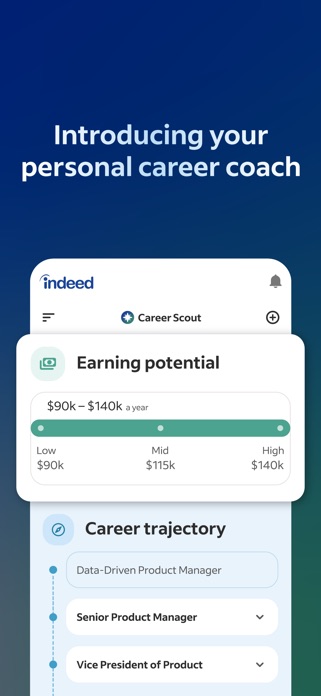 Introducing your
personal career coach
indeed
Career Scout
Earning potential
$90k – $140k a year
Low Mid High
$90k $115k $140k
Career trajectory
Data-Driven Product Manager
Senior Product Manager
Vice President of Product